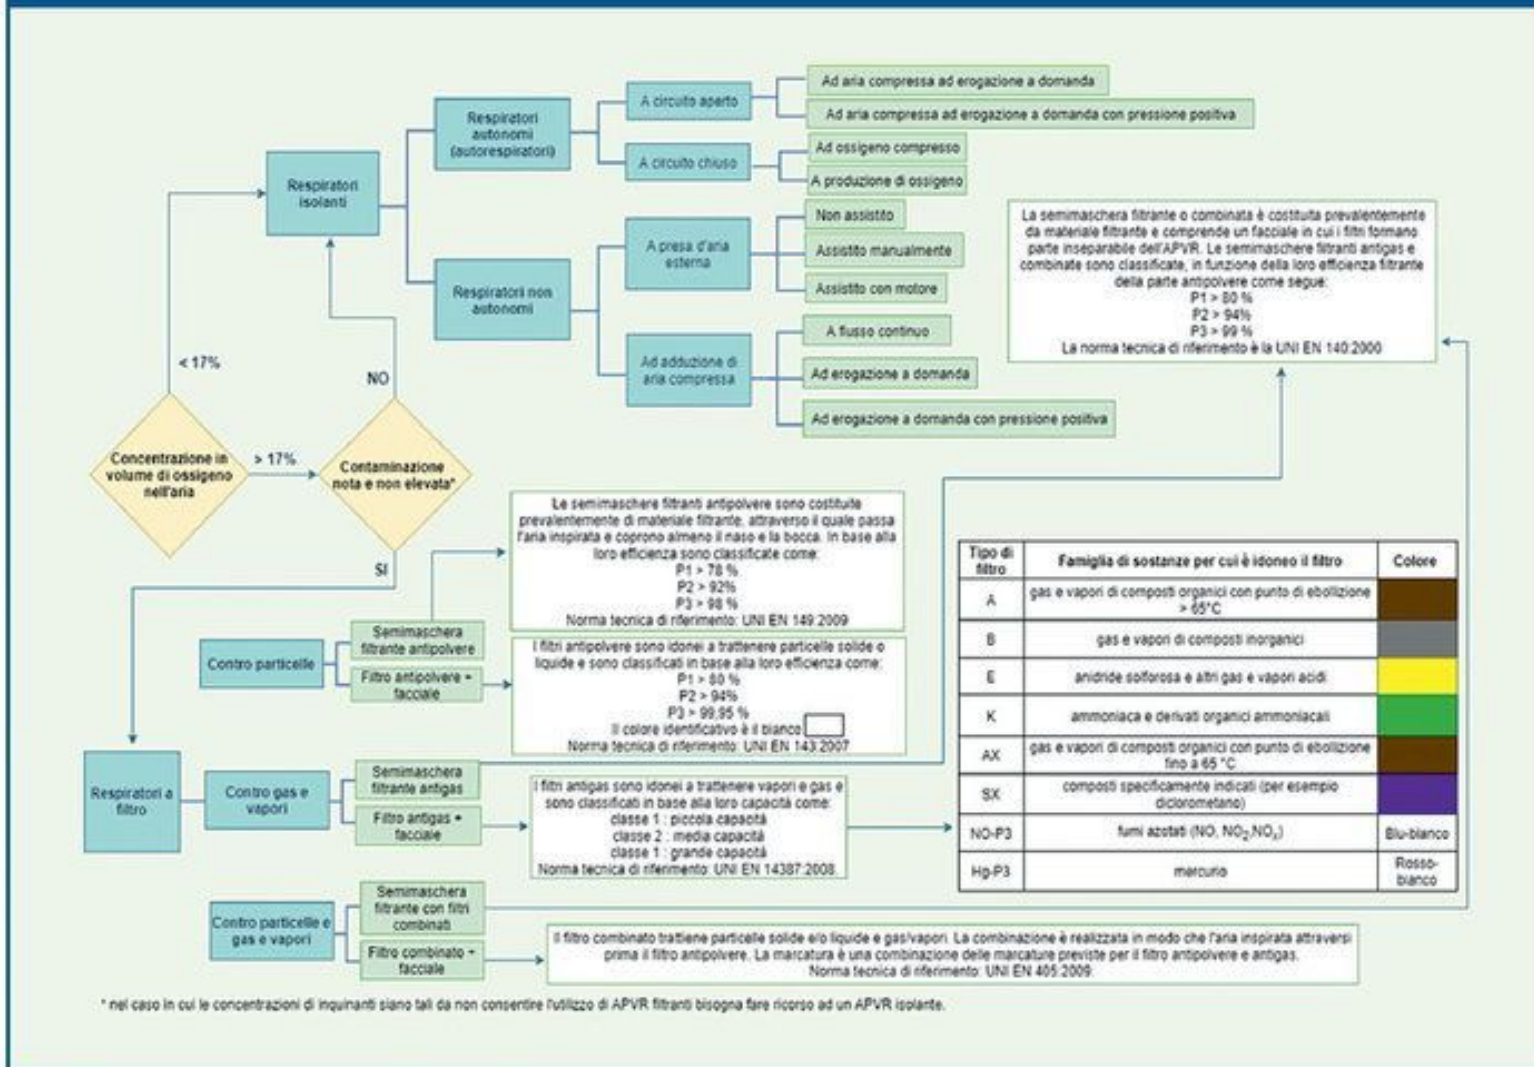 Ad aria compressa ad erogazione a domanda
A circuito aperto
Ad aria compressa ad erogazione a domanda con pressione positiva
Respiratori
autonomi
(autorespiratori)
Ad ossigeno compresso
A circuito chiuso
A produzione di ossigeno
Respiratori
isolanti
Non assistito
A presa d'aria
esterna
Assistito manualmente
Assistito con motore
Respiratori non
autonomi
A flusso continuo
Ad adduzione di
aria compressa
Ad erogazione a domanda
Ad erogazione a domanda con pressione positiva
La semimaschera filtrante o combinata è costituita prevalentemente
da materiale filtrante e comprende un facciale in cui i filtri formano
parte inseparabile dell'APVR. Le semimaschere filtranti antigas e
combinate sono classificate, in funzione della loro efficienza filtrante
della parte antipolvere come segue:
P1 > 80 %
P2 > 94%
P3 > 99 %
La norma tecnica di riferimento è la UNI EN 140:2000
< 17%
NO
Concentrazione in
volume di ossigeno
nell'aria
> 17%
Contaminazione
nota e non elevata*
SI
Le semimaschere filtranti antipolvere sono costituite
prevalentemente di materiale filtrante, attraverso il quale passa
l'aria inspirata e coprono almeno il naso e la bocca. In base alla
loro efficienza sono classificate come:
P1 > 78 %
P2 > 92%
P3 > 98 %
Norma tecnica di riferimento: UNI EN 149:2009
Contro particelle
Semimaschera
filtrante antipolvere
Filtro antipolvere +
facciale
I filtri antipolvere sono idonei a trattenere particelle solide o
liquide e sono classificati in base alla loro efficienza come:
P1 > 80 %
P2 > 94%
P3 > 99,95 %
Il colore identificativo è il bianco
Norma tecnica di riferimento: UNI EN 143:2007
Respiratori a
filtro
Contro gas e
vapori
Semimaschera
filtrante antigas
Filtro antigas +
facciale
I filtri antigas sono idonei a trattenere vapori e gas e
sono classificati in base alla loro capacità come:
classe 1 : piccola capacità
classe 2 : media capacità
classe 1 : grande capacità
Norma tecnica di riferimento: UNI EN 14387:2008.
Tipo di filtro Famiglia di sostanze per cui è idoneo il filtro Colore
A gas e vapori di composti organici con punto di ebollizione
> 65°C
B gas e vapori di composti inorganici
E anidride solforosa e altri gas e vapori acidi
K ammoniaca e derivati organici ammoniacali
AX gas e vapori di composti organici con punto di ebollizione
fino a 65 °C
SX composti specificamente indicati (per esempio
diclorometano)
NO-P3 fumi azotati (NO, NO2,NOx) Blu-bianco
Hg-P3 mercurio Rosso-bianco
Contro particelle e
gas e vapori
Semimaschera
filtrante con filtri
combinati
Filtro combinato +
facciale
Il filtro combinato trattiene particelle solide e/o liquide e gas/vapori. La combinazione è realizzata in modo che l'aria inspirata attraversi
prima il filtro antipolvere. La marcatura è una combinazione delle marcature previste per il filtro antipolvere e antigas.
Norma tecnica di riferimento: UNI EN 405:2009.
* nel caso in cui le concentrazioni di inquinanti siano tali da non consentire l'utilizzo di APVR filtranti bisogna fare ricorso ad un APVR isolante.